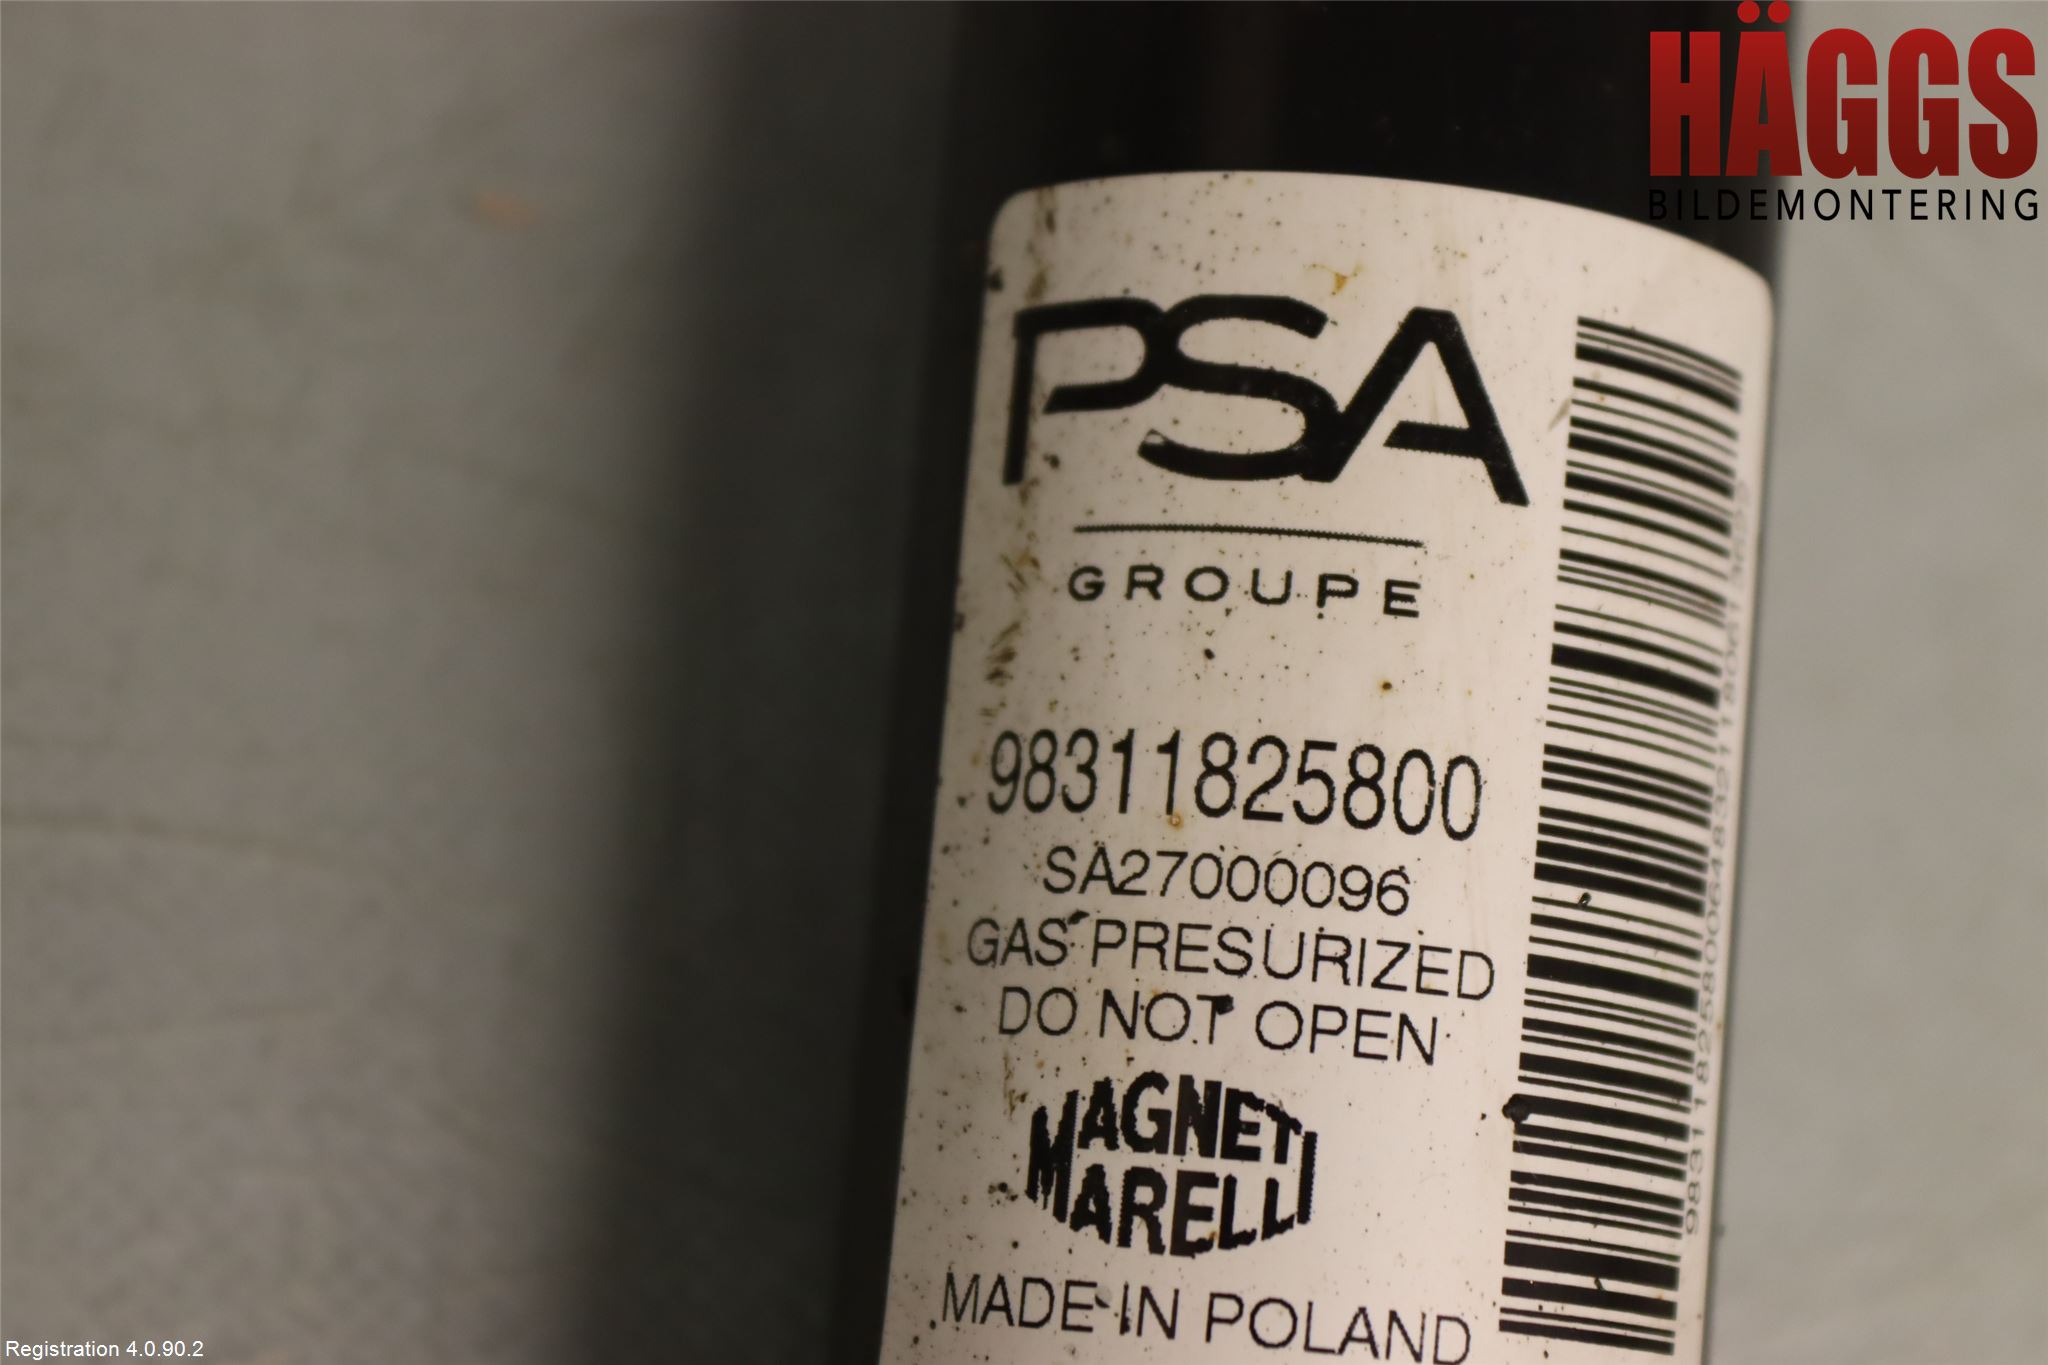 HÄGGS
BILDEMONTERING
PSA
GROUPE
98311825800
SA27000096
GAS PRESURIZED
DO NOT OPEN
MAGNETI
MARELLI
MADE IN POLAND
Registration 4.0.90.2